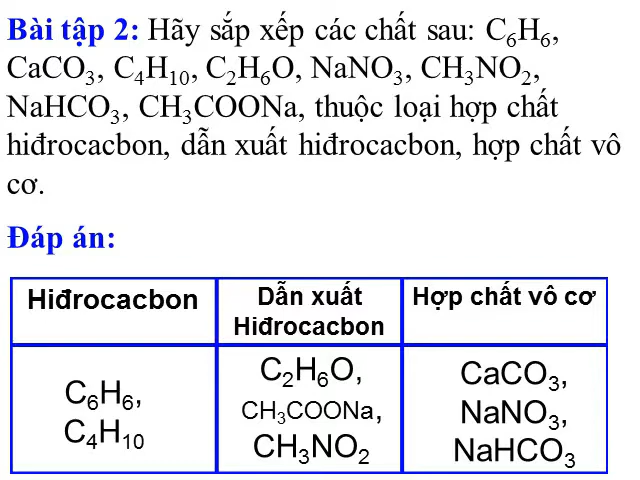 Bài tập 2: Hãy sắp xếp các chất sau: C₆H₆,
CaCO₃, C₄H₁₀, C₂H₆O, NaNO₃, CH₃NO₂,
NaHCO₃, CH₃COONa, thuộc loại hợp chất
hiđrocacbon, dẫn xuất hiđrocacbon, hợp chất vô
cơ.
Đáp án:
Hiđrocacbon
Dẫn xuất
Hiđrocacbon
Hợp chất vô cơ
C₆H₆,
C₄H₁₀
C₂H₆O,
CH₃COONa,
CH₃NO₂
CaCO₃,
NaNO₃,
NaHCO₃